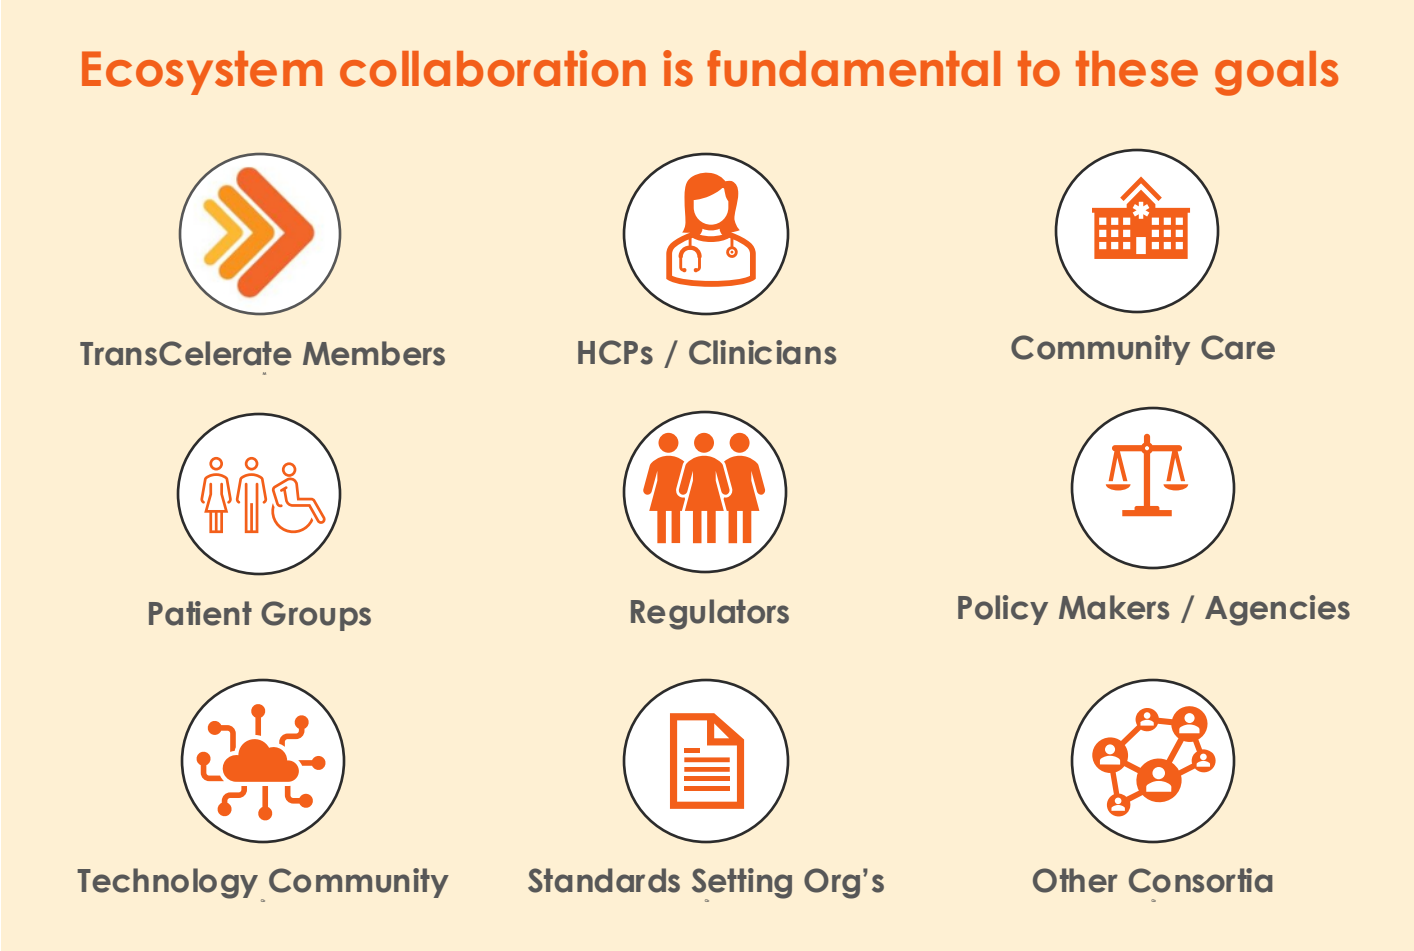 Ecosystem collaboration is fundamental to these goals
TransCelerate Members
HCPs / Clinicians
Community Care
Patient Groups
Regulators
Policy Makers / Agencies
Technology Community
Standards Setting Org’s
Other Consortia